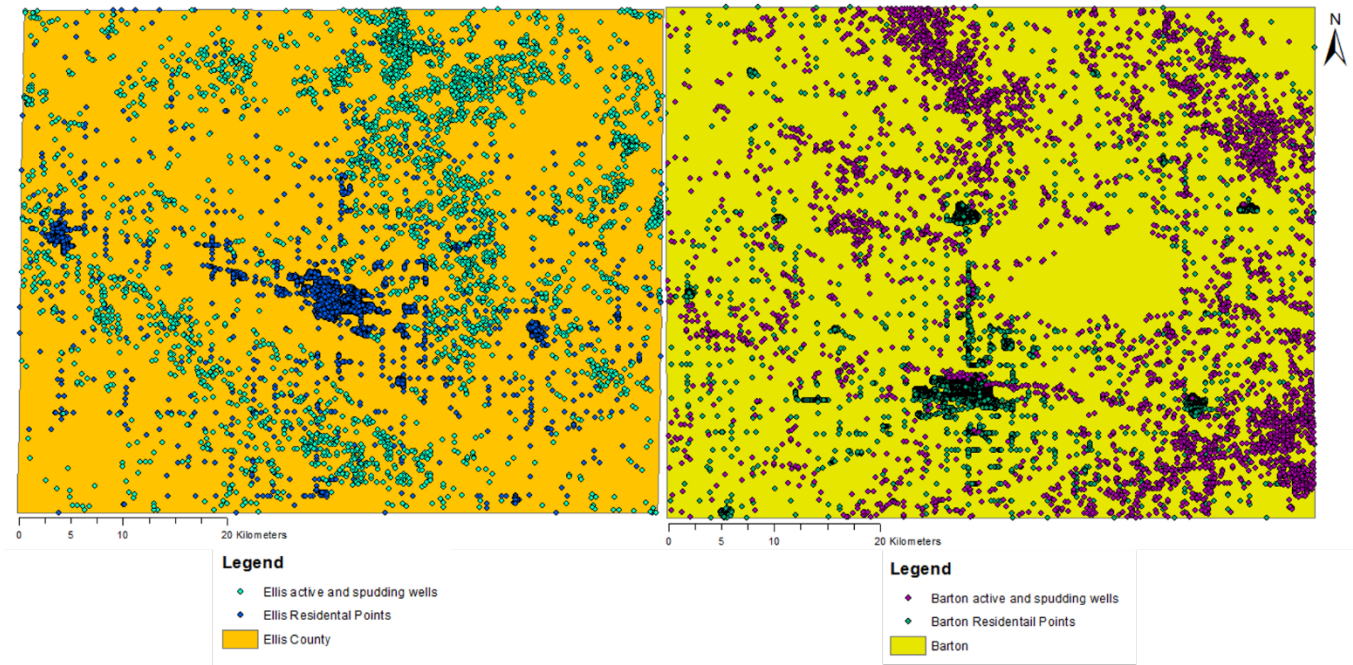 N
0 5 10 20 Kilometers
0 5 10 20 Kilometers
Legend
Ellis active and spudding wells
Ellis Residental Points
Ellis County
Legend
Barton active and spudding wells
Barton Residentail Points
Barton